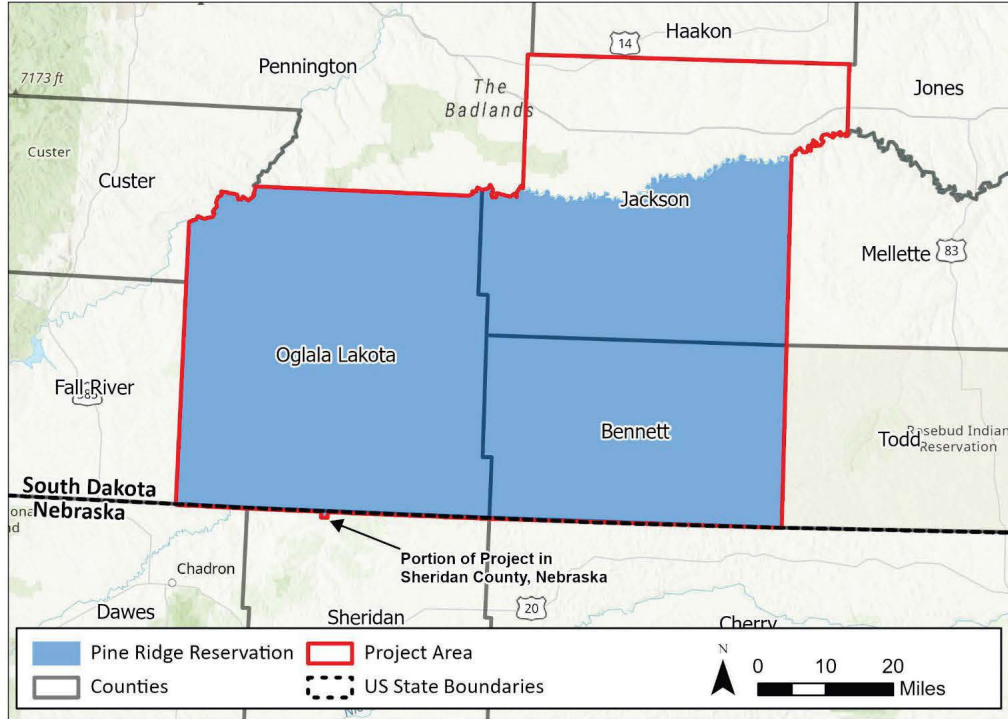 Haakon
14
Pennington
The
Badlands
7173 ft
Jones
Custer
Custer
Jackson
Mellette
83
Oglala Lakota
Fall River
385
Bennett
Todd
Rosebud Indian
Reservation
South Dakota
Nebraska
Portion of Project in
Sheridan County, Nebraska
Chadron
Dawes
Sheridan
20
Cherry
Pine Ridge Reservation
Project Area
Counties
US State Boundaries
N
0 10 20
Miles